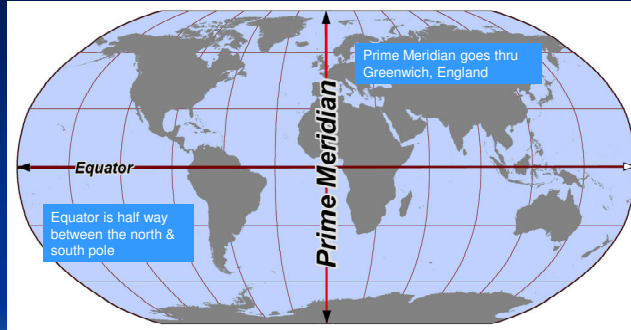 Prime Meridian goes thru
Greenwich, England
Prime Meridian
Equator
Equator is half way
between the north &
south pole